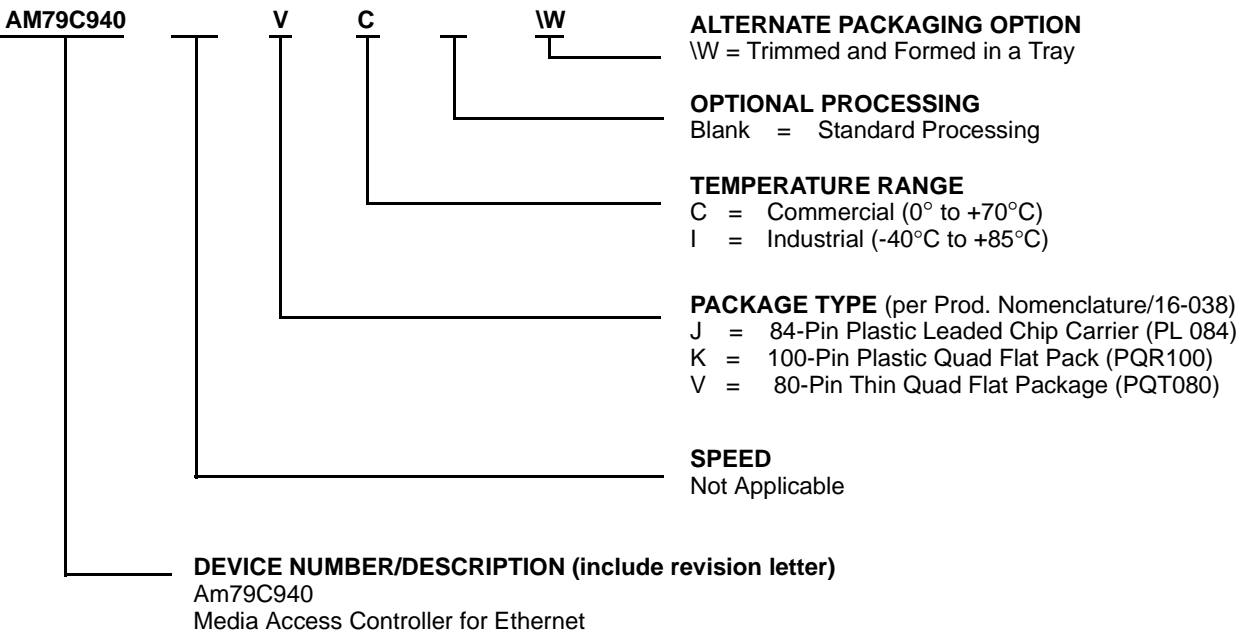 AM79C940 V C \W
ALTERNATE PACKAGING OPTION
\W = Trimmed and Formed in a Tray
OPTIONAL PROCESSING
Blank = Standard Processing
TEMPERATURE RANGE
C = Commercial (0° to +70°C)
I = Industrial (-40°C to +85°C)
PACKAGE TYPE (per Prod. Nomenclature/16-038)
J = 84-Pin Plastic Leaded Chip Carrier (PL 084)
K = 100-Pin Plastic Quad Flat Pack (PQR100)
V = 80-Pin Thin Quad Flat Package (PQT080)
SPEED
Not Applicable
DEVICE NUMBER/DESCRIPTION (include revision letter)
Am79C940
Media Access Controller for Ethernet